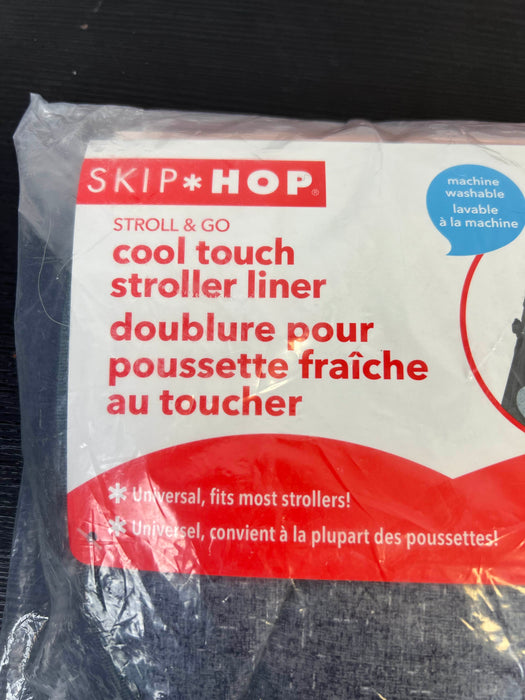 SKIP*HOP®
STROLL & GO
cool touch
stroller liner
doublure pour
poussette fraîche
au toucher
machine
washable
lavable
à la machine
* Universal, fits most strollers!
* Universel, convient à la plupart des poussettes!